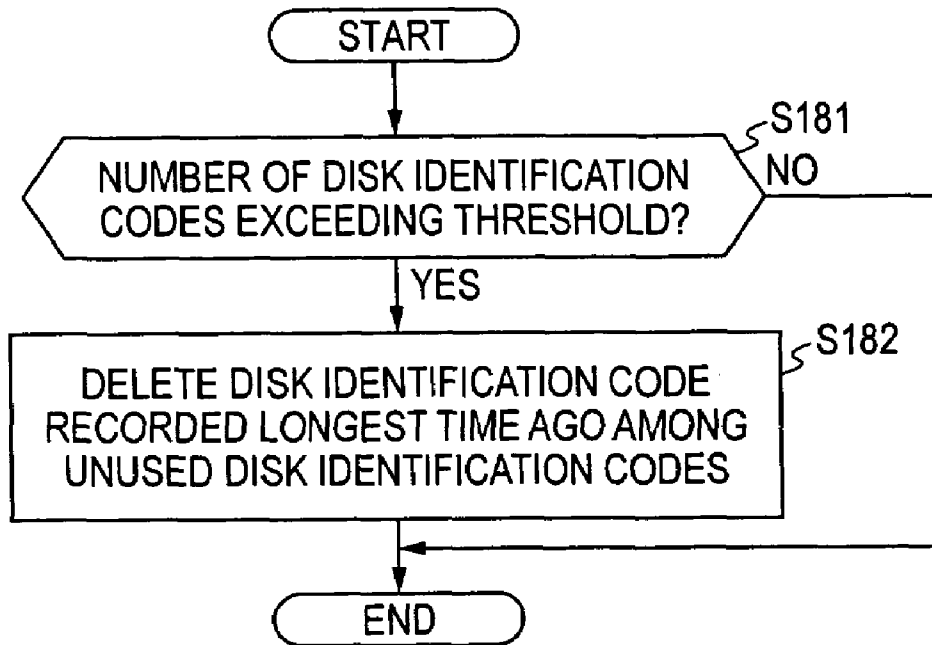 START
S181
NUMBER OF DISK IDENTIFICATION
CODES EXCEEDING THRESHOLD?
NO
YES
S182
DELETE DISK IDENTIFICATION CODE
RECORDED LONGEST TIME AGO AMONG
UNUSED DISK IDENTIFICATION CODES
END